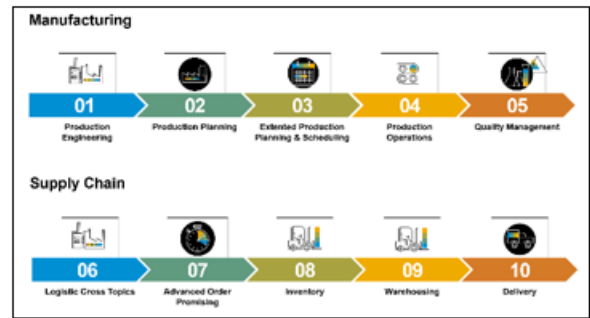 Manufacturing
01 02 03 04 05
Production Engineering
Production Planning
Extented Production Planning & Scheduling
Production Operations
Quality Management
Supply Chain
06 07 08 09 10
Logistic Cross Topics
Advanced Order Promising
Inventory
Warehousing
Delivery